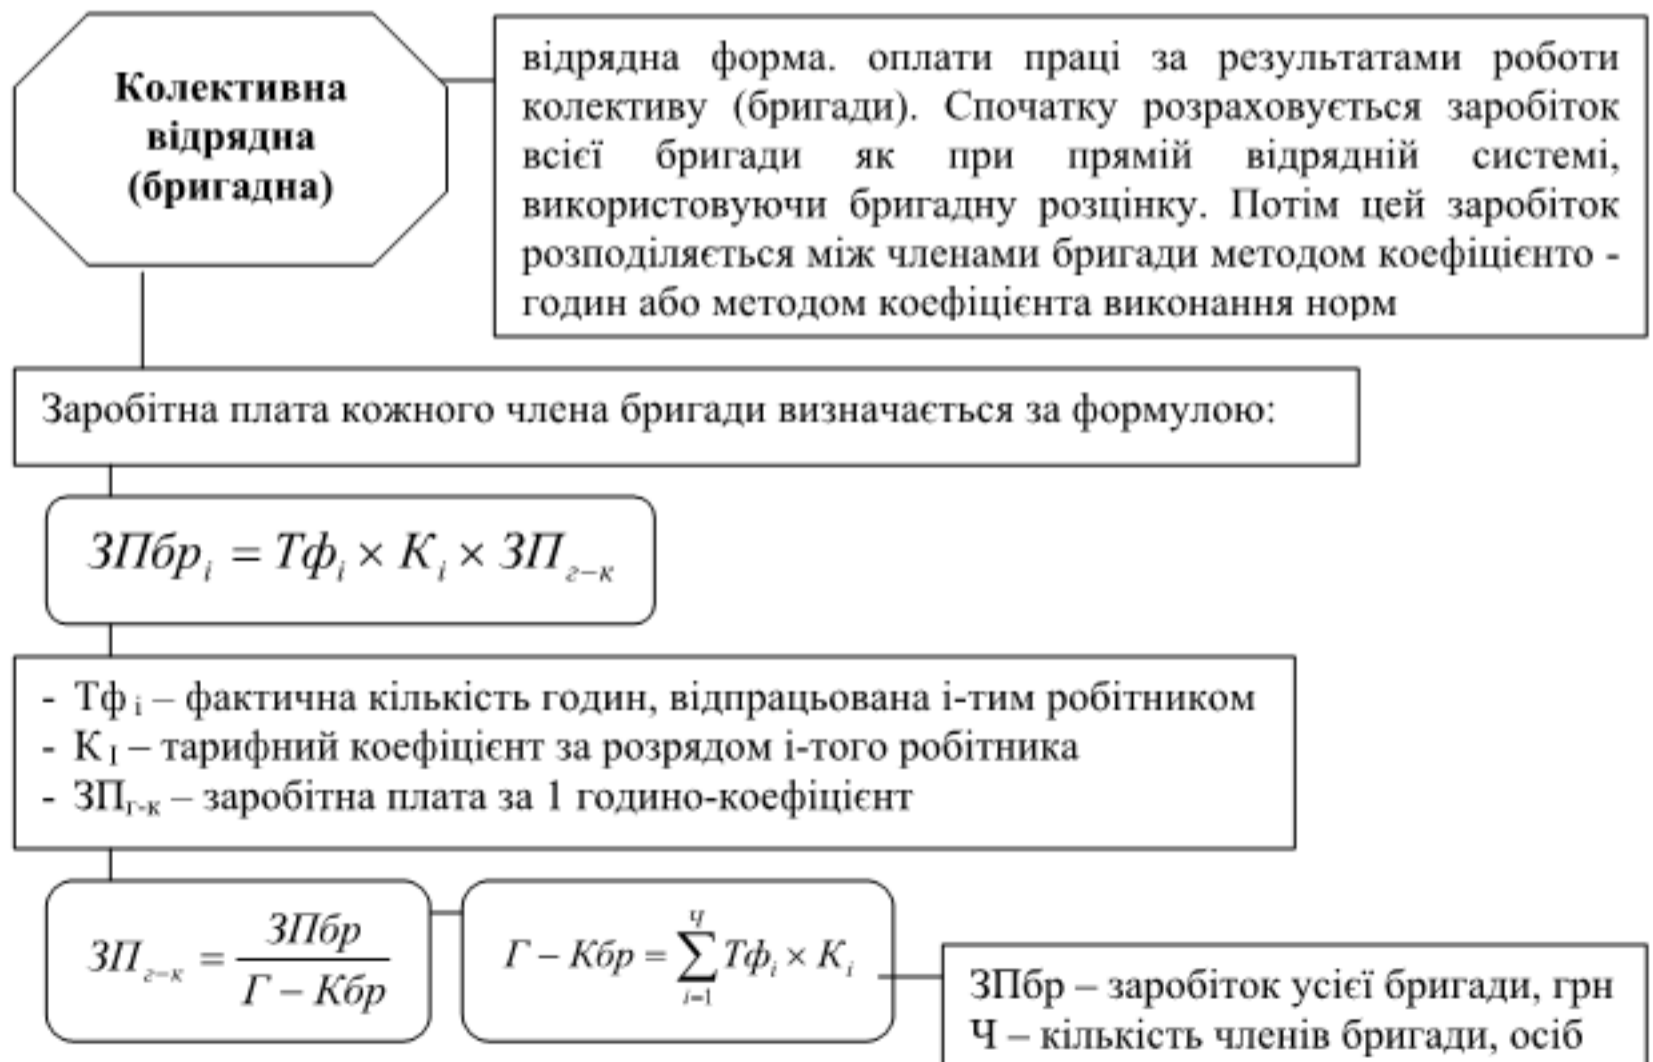 Колективна
відрядна
(бригадна)
відрядна форма. оплати праці за результатами роботи
колективу (бригади). Спочатку розраховується заробіток
всієї бригади як при прямій відрядній системі,
використовуючи бригадну розцінку. Потім цей заробіток
розподіляється між членами бригади методом коефіцієнто -
годин або методом коефіцієнта виконання норм
Заробітна плата кожного члена бригади визначається за формулою:
ЗПбр_i = Тф_i × К_i × ЗП_г−к
- Тф_i – фактична кількість годин, відпрацьована і-тим робітником
- К_І – тарифний коефіцієнт за розрядом і-того робітника
- ЗП_г-к – заробітна плата за 1 годино-коефіцієнт
ЗП_г−к = ЗПбр / Г − Кбр
Г − Кбр = ∑_{i=1}^{Ч} Тф_i × К_i
ЗПбр – заробіток усієї бригади, грн
Ч – кількість членів бригади, осіб